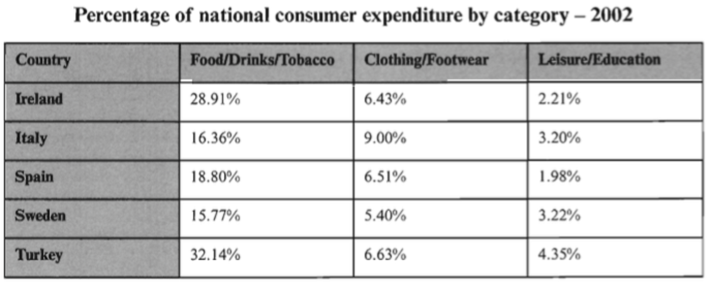 Percentage of national consumer expenditure by category – 2002
Country Food/Drinks/Tobacco Clothing/Footwear Leisure/Education
Ireland 28.91% 6.43% 2.21%
Italy 16.36% 9.00% 3.20%
Spain 18.80% 6.51% 1.98%
Sweden 15.77% 5.40% 3.22%
Turkey 32.14% 6.63% 4.35%